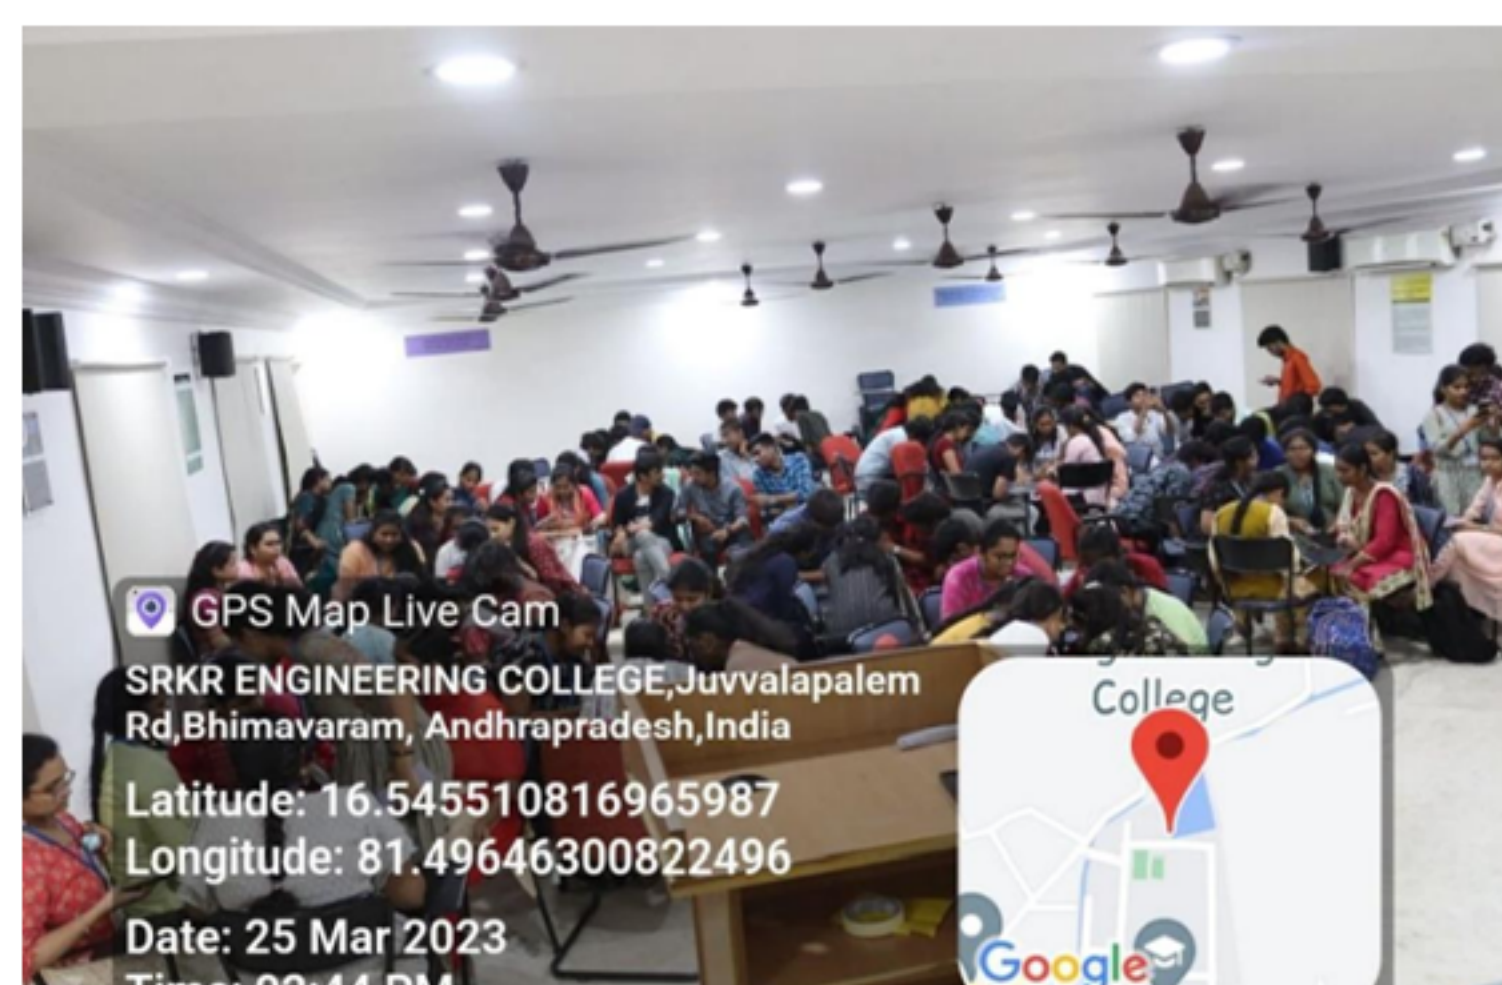 GPS Map Live Cam
SRKR ENGINEERING COLLEGE,Juvvalapalem
Rd,Bhimavaram, Andhrapradesh,India
Latitude: 16.545510816965987
Longitude: 81.49646300822496
Date: 25 Mar 2023
College
Google